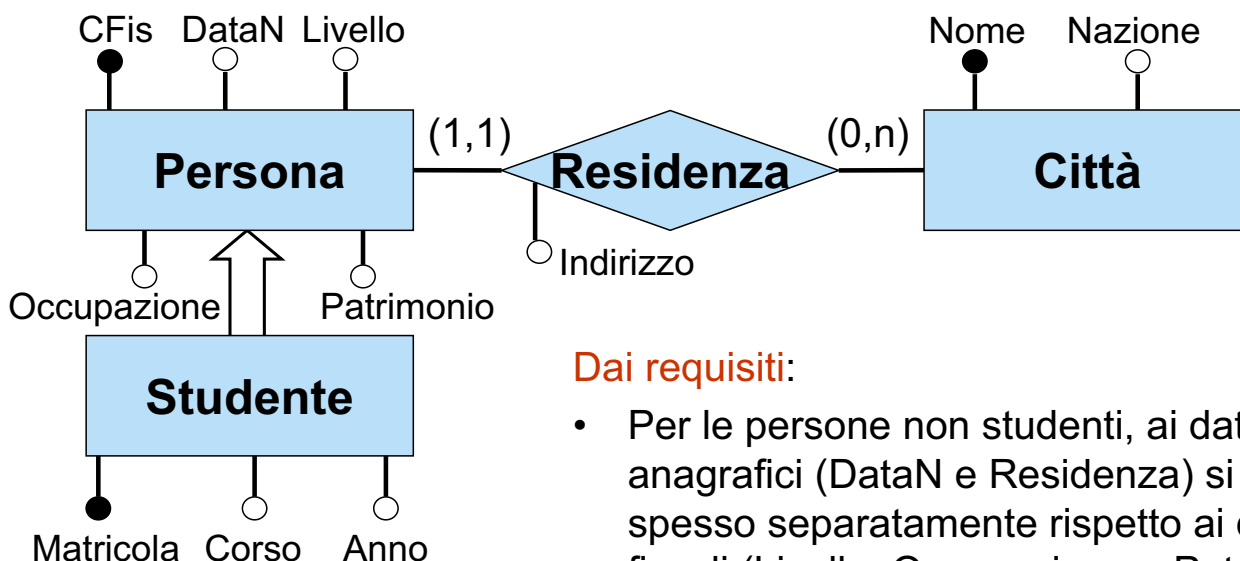 CFis DataN Livello
Nome Nazione
(1,1)
(0,n)
Persona
Residenza
Città
Indirizzo
Occupazione
Patrimonio
Studente
Matricola Corso Anno
Dai requisiti:
• Per le persone non studenti, ai
anagrafici (DataN e Residenza) si
spesso separatamente rispetto ai